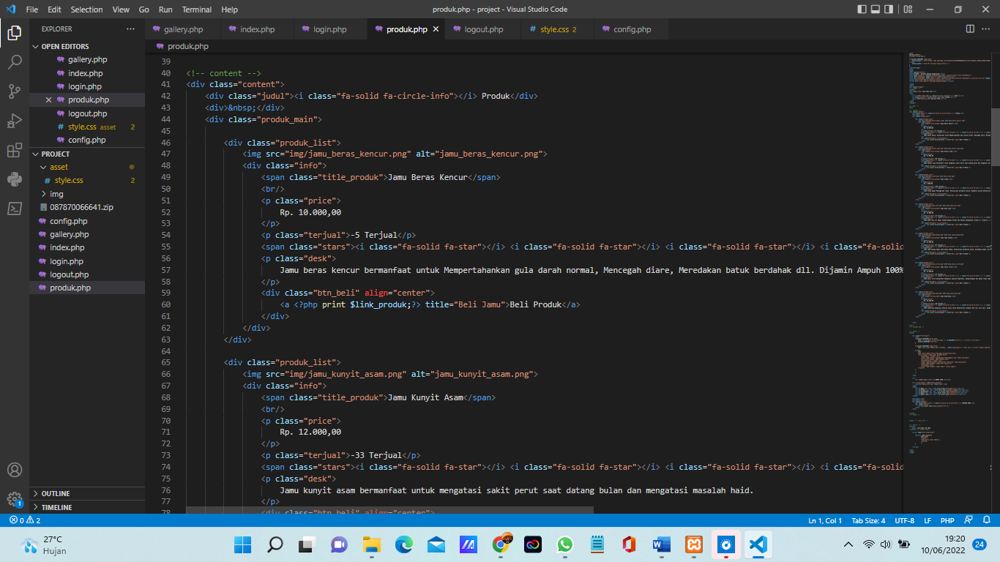 File Edit Selection View Go Run Terminal Help
produk.php - project - Visual Studio Code
EXPLORER
gallery.php
index.php
login.php
produk.php
logout.php
style.css 2
config.php
OPEN EDITORS
gallery.php
index.php
login.php
produk.php
logout.php
style.css asset 2
config.php
PROJECT
asset
style.css 2
img
087870066641.zip
config.php
gallery.php
index.php
login.php
logout.php
produk.php
OUTLINE
TIMELINE
produk.php
39
40 <!-- content -->
41 <div class="content">
42 <div class="judul"><i class="fa-solid fa-circle-info"></i> Produk</div>
43 <div>&nbsp;</div>
44 <div class="produk_main">
45
46 <div class="produk_list">
47 <img src="img/jamu_beras_kencur.png" alt="jamu_beras_kencur.png">
48 <div class="info">
49 <span class="title_produk">Jamu Beras Kencur</span>
50 <br/>
51 <p class="price">
52 Rp. 10.000,00
53 </p>
54 <p class="terjual">-5 Terjual</p>
55 <span class="stars"><i class="fa-solid fa-star"></i> <i class="fa-solid fa-star"></i> <i class="fa-solid fa-star"></i> <i class="fa-solid
56 <p class="desk">
57 Jamu beras kencur bermanfaat untuk Mempertahankan gula darah normal, Mencegah diare, Meredakan batuk berdahak dll. Dijamin Ampuh 100%
58 </p>
59 <div class="btn_beli" align="center">
60 <a <?php print $link_produk;?> title="Beli Jamu">Beli Produk</a>
61 </div>
62 </div>
63 </div>
64
65 <div class="produk_list">
66 <img src="img/jamu_kunyit_asam.png" alt="jamu_kunyit_asam.png">
67 <div class="info">
68 <span class="title_produk">Jamu Kunyit Asam</span>
69 <br/>
70 <p class="price">
71 Rp. 12.000,00
72 </p>
73 <p class="terjual">-33 Terjual</p>
74 <span class="stars"><i class="fa-solid fa-star"></i> <i class="fa-solid fa-star"></i> <i class="fa-solid fa-star"></i> <i class="fa-solid
75 <p class="desk">
76 Jamu kunyit asam bermanfaat untuk mengatasi sakit perut saat datang bulan dan mengatasi masalah haid.
77 </p>
78 <div class="btn_beli" align="center">
1
0 2
Ln 1, Col 1 Tab Size: 4 UTF-8 LF PHP
27°C
Hujan
19:20
10/06/2022
24